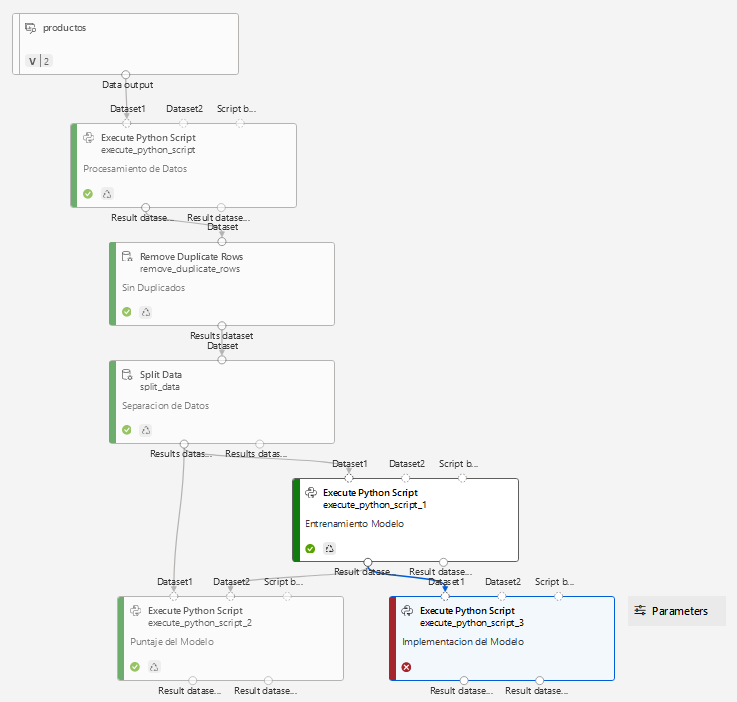 productos
V | 2
Data output
Dataset1 Dataset2 Script b...
Execute Python Script
execute_python_script
Procesamiento de Datos
Result datase... Result datase...
Dataset
Remove Duplicate Rows
remove_duplicate_rows
Sin Duplicados
Results dataset
Dataset
Split Data
split_data
Separacion de Datos
Results datas... Results datas...
Dataset1 Dataset2 Script b...
Execute Python Script
execute_python_script_1
Entrenamiento Modelo
Result datase... Result datase...
Dataset1 Dataset2 Script b...
Execute Python Script
execute_python_script_2
Puntaje del Modelo
Result datase... Result datase...
Dataset1 Dataset2 Script b...
Execute Python Script
execute_python_script_3
Implementacion del Modelo
Result datase... Result datase...
Parameters